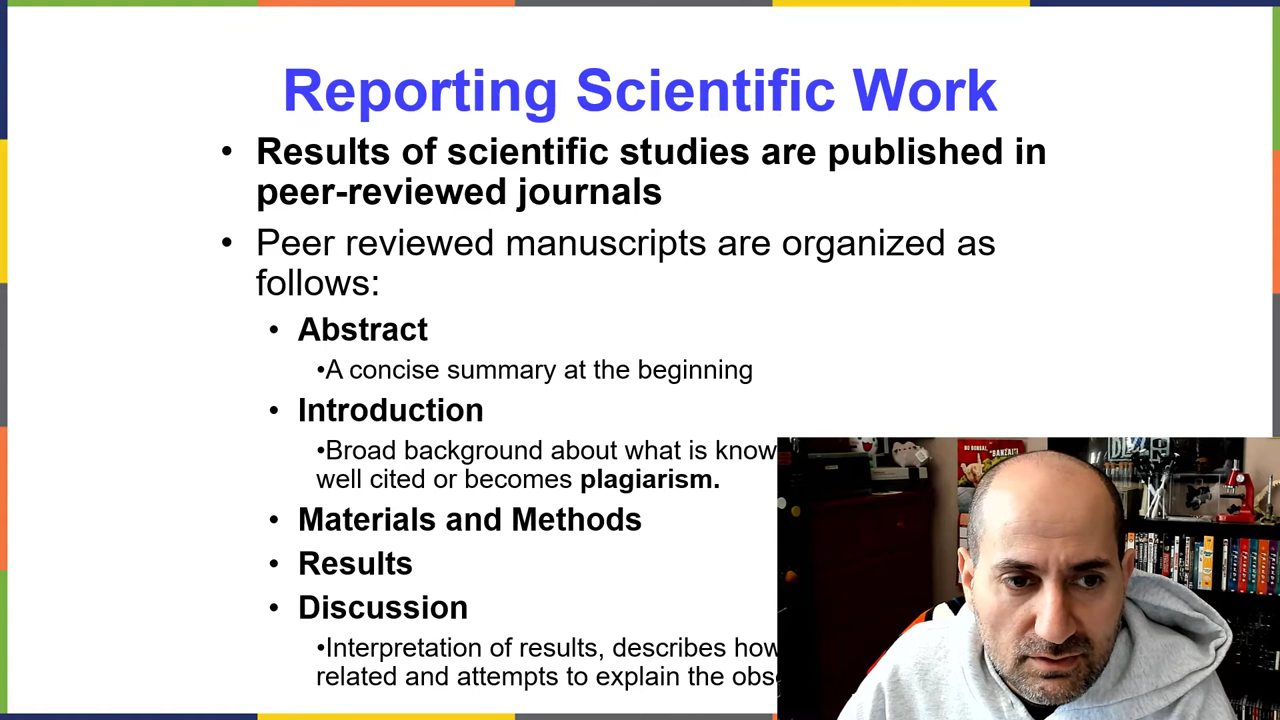 Reporting Scientific Work
• Results of scientific studies are published in
peer-reviewed journals
• Peer reviewed manuscripts are organized as
follows:
• Abstract
•A concise summary at the beginning
• Introduction
•Broad background about what is know
well cited or becomes plagiarism.
• Materials and Methods
• Results
• Discussion
•Interpretation of results, describes how
related and attempts to explain the obs
"BANZAI"